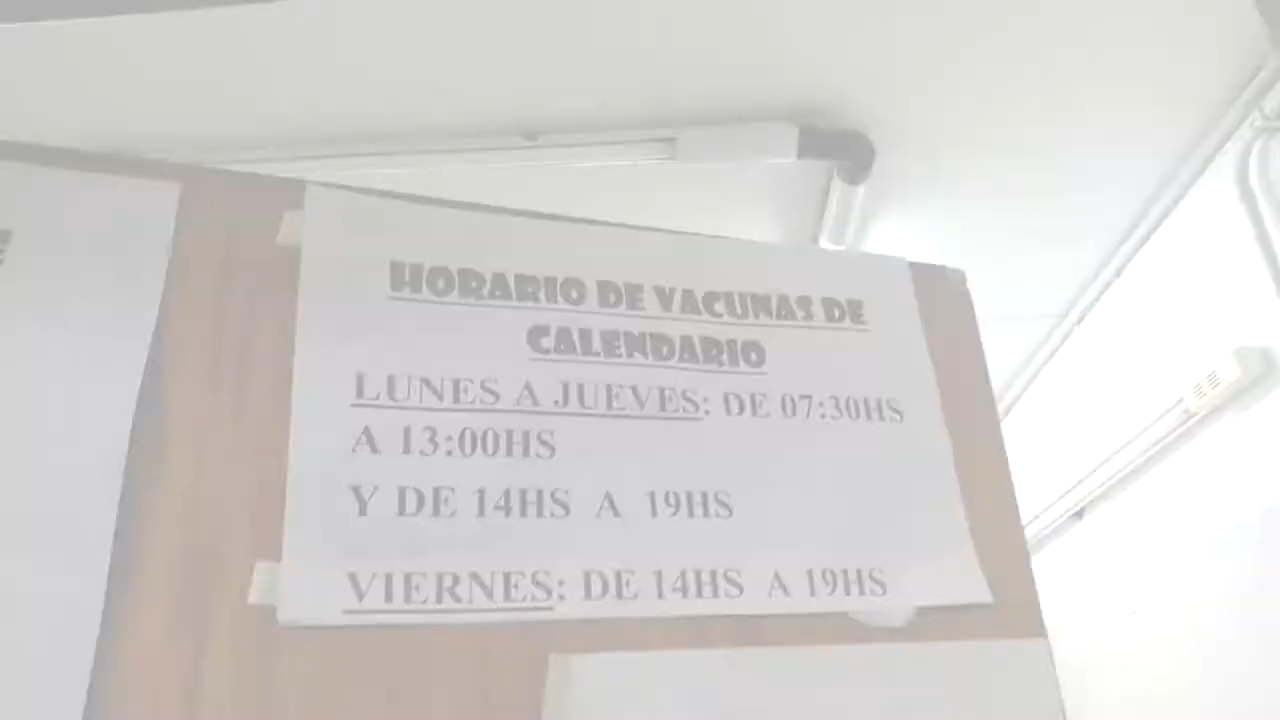 HORARIO DE VACUNAS DE
CALENDARIO
LUNES A JUEVES: DE 07:30HS
A 13:00HS
Y DE 14HS A 19HS
VIERNES: DE 14HS A 19HS